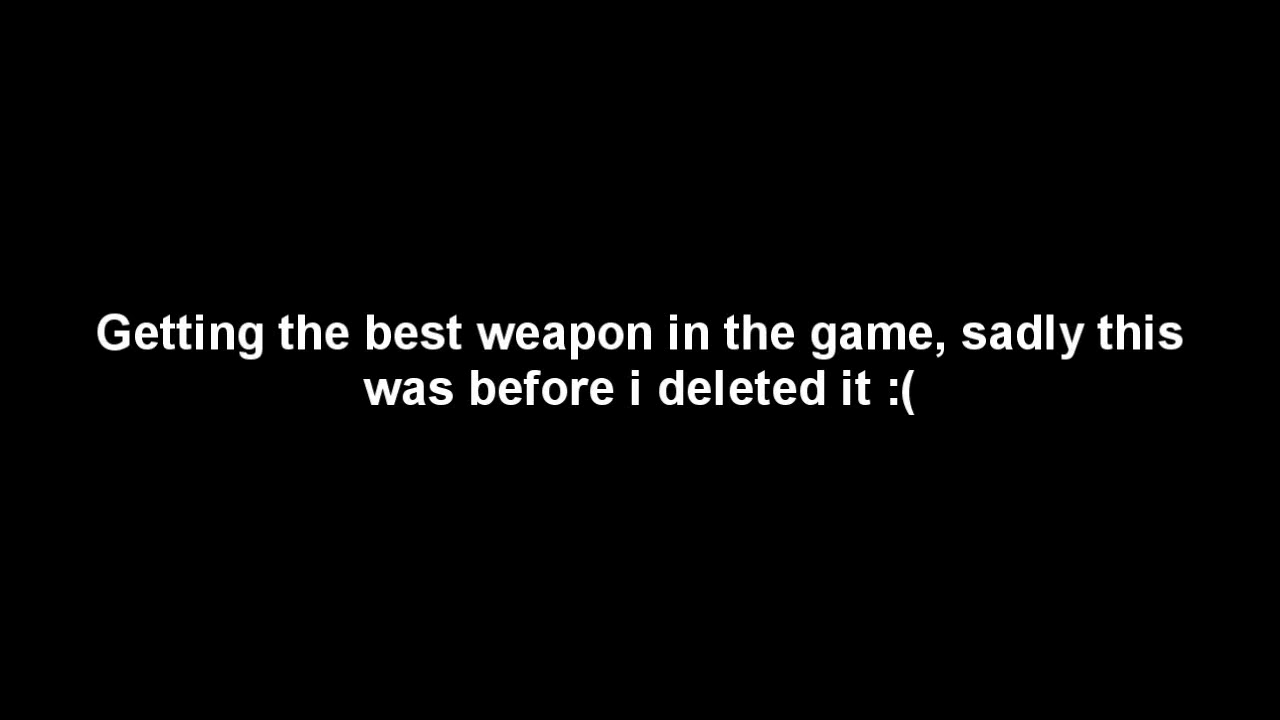 Getting the best weapon in the game, sadly this
was before i deleted it :(